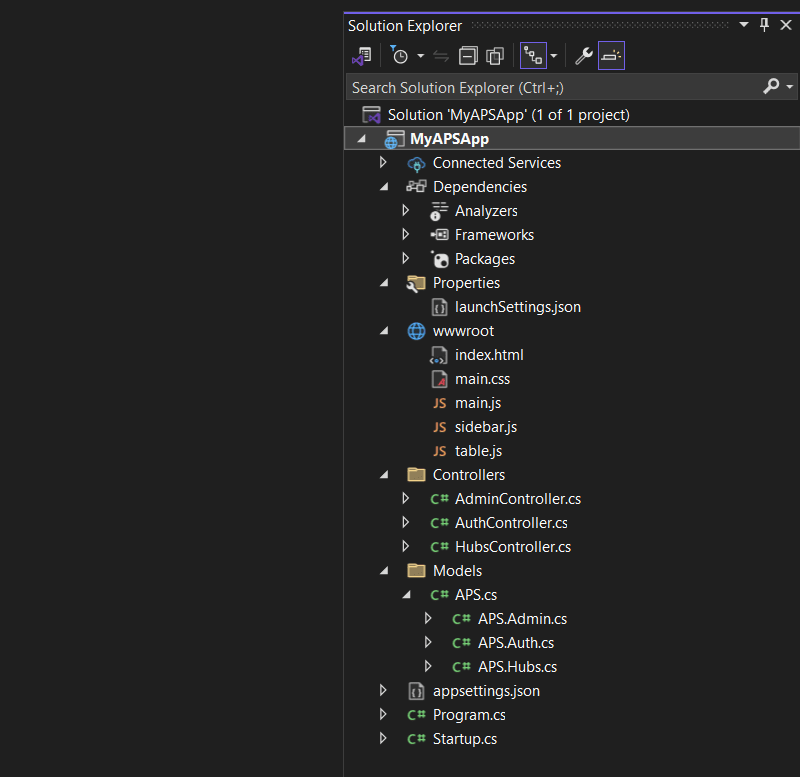 Solution Explorer
Search Solution Explorer (Ctrl+;)
Solution 'MyAPSApp' (1 of 1 project)
MyAPSApp
Connected Services
Dependencies
Analyzers
Frameworks
Packages
Properties
launchSettings.json
wwwroot
index.html
main.css
JS main.js
JS sidebar.js
JS table.js
Controllers
C# AdminController.cs
C# AuthController.cs
C# HubsController.cs
Models
C# APS.cs
C# APS.Admin.cs
C# APS.Auth.cs
C# APS.Hubs.cs
appsettings.json
C# Program.cs
C# Startup.cs